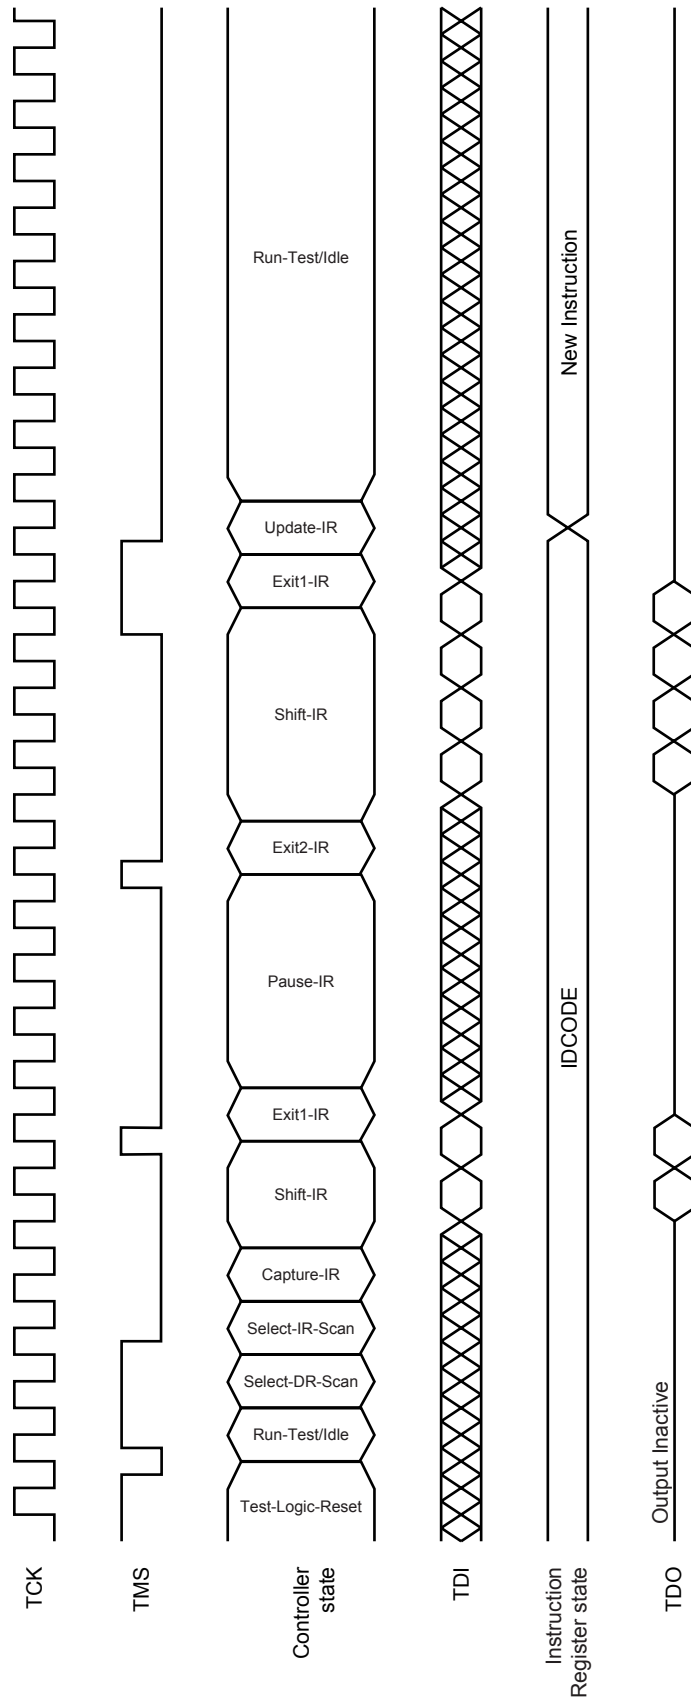 TCK
TMS
Controller
state
Test-Logic-Reset
Run-Test/Idle
Select-DR-Scan
Select-IR-Scan
Capture-IR
Shift-IR
Exit1-IR
Pause-IR
Exit2-IR
Shift-IR
Exit1-IR
Update-IR
Run-Test/Idle
TDI
Instruction
Register state
IDCODE
New Instruction
TDO
Output Inactive